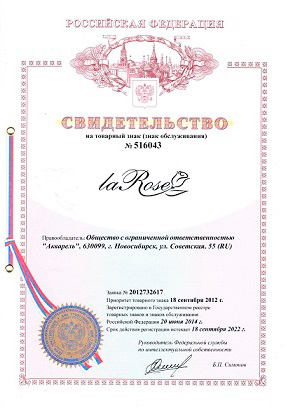 РОССИЙСКАЯ ФЕДЕРАЦИЯ
СВИДЕТЕЛЬСТВО
на товарный знак (знак обслуживания)
№ 516043
laRose
Правообладатель: Общество с ограниченной ответственностью
"Акварель", 630099, г. Новосибирск, ул. Советская, 55 (RU)
Заявка № 2012732617
Приоритет товарного знака 18 сентября 2012 г.
Зарегистрировано в Государственном реестре
товарных знаков и знаков обслуживания
Российской Федерации 20 июня 2014 г.
Срок действия регистрации истекает 18 сентября 2022 г.
Руководитель Федеральной службы
по интеллектуальной собственности
Б.П. Симонов